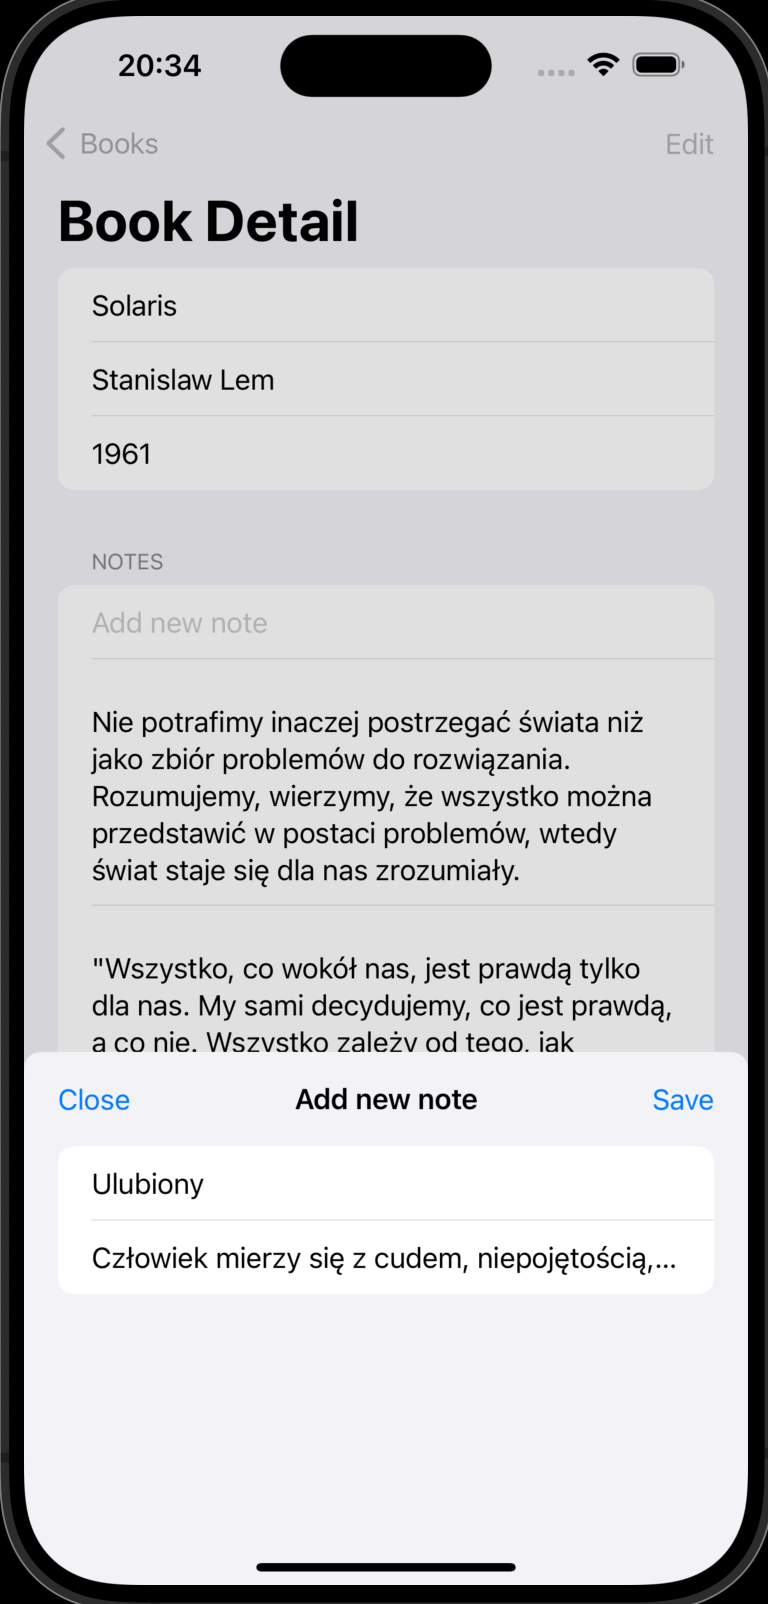 20:34
Books
Edit
Book Detail
Solaris
Stanislaw Lem
1961
NOTES
Add new note
Nie potrafimy inaczej postrzegać świata niż
jako zbiór problemów do rozwiązania.
Rozumujemy, wierzymy, że wszystko można
przedstawić w postaci problemów, wtedy
świat staje się dla nas zrozumiały.
"Wszystko, co wokół nas, jest prawdą tylko
dla nas. My sami decydujemy, co jest prawdą,
a co nie. Wszystko zależy od tego, jak
Close
Add new note
Save
Ulubiony
Człowiek mierzy się z cudem, niepojętością,...